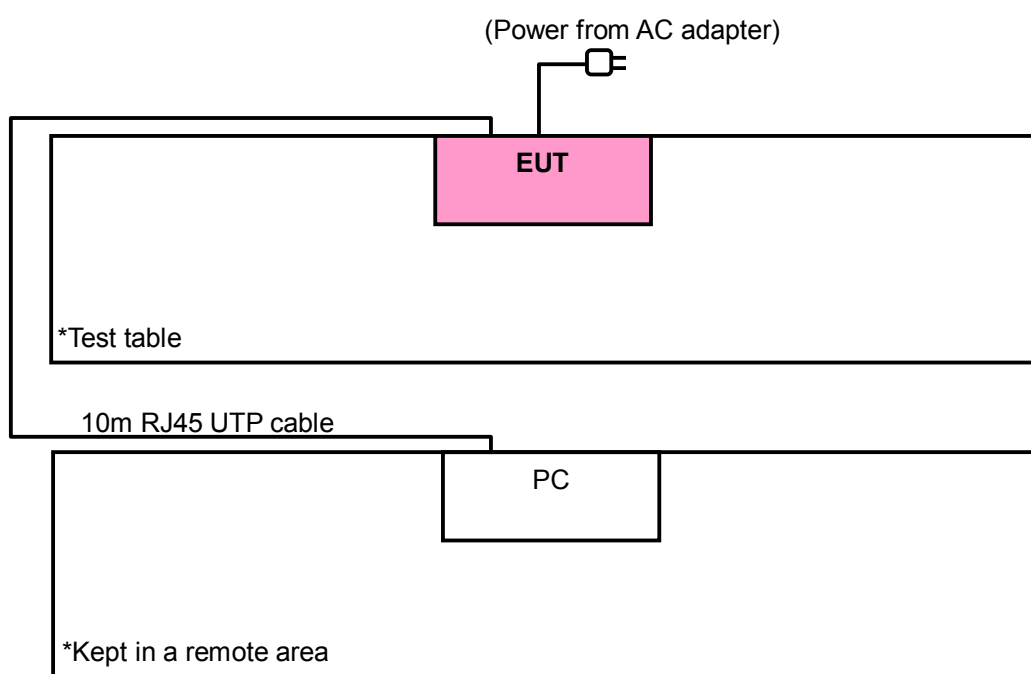 (Power from AC adapter)
EUT
*Test table
10m RJ45 UTP cable
PC
*Kept in a remote area